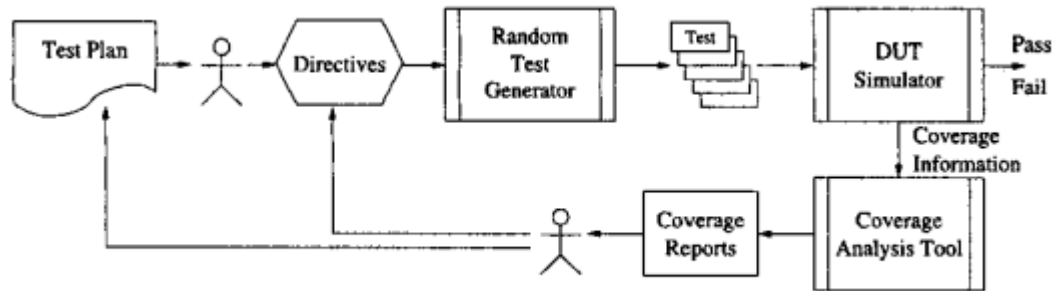 Test Plan
Directives
Random
Test
Generator
Test
DUT
Simulator
Pass
Fail
Coverage
Information
Coverage
Reports
Coverage
Analysis Tool